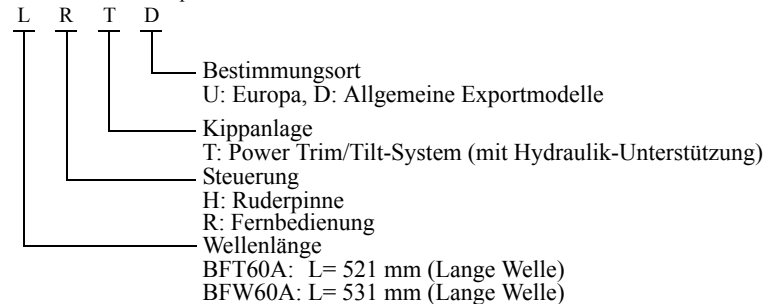 L R T D
Bestimmungsort
U: Europa, D: Allgemeine Exportmodelle
Kippanlage
T: Power Trim/Tilt-System (mit Hydraulik-Unterstützung)
Steuerung
H: Ruderpinne
R: Fernbedienung
Wellenlänge
BFT60A: L= 521 mm (Lange Welle)
BFW60A: L= 531 mm (Lange Welle)